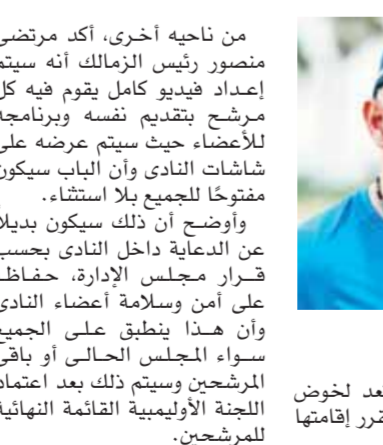 من ناحيه أخرى، أكد مرتضى
منصور رئيس الزمالك أنه سيتم
إعداد فيديو كامل يقوم فيه كل
مرشح بتقديم نفسه وبرنامجه
للأعضاء حيث سيتم عرضه على
شاشات النادى وأن الباب سيكون
مفتوحًا للجميع بلا استثناء.
وأوضح أن ذلك سيكون بديلا
عن الدعاية داخل النادى بحسب
قرار مجلس الإدارة، حفاظا
على أمن وسلامة أعضاء النادى
وأن هذا ينطبق على الجميع
سواء المجلس الحالى أو باقى
المرشحين وسيتم ذلك بعد اعتماد
اللجنة الأوليمبية القائمة النهائية
للمرشحين.
لخوض
إقامتها